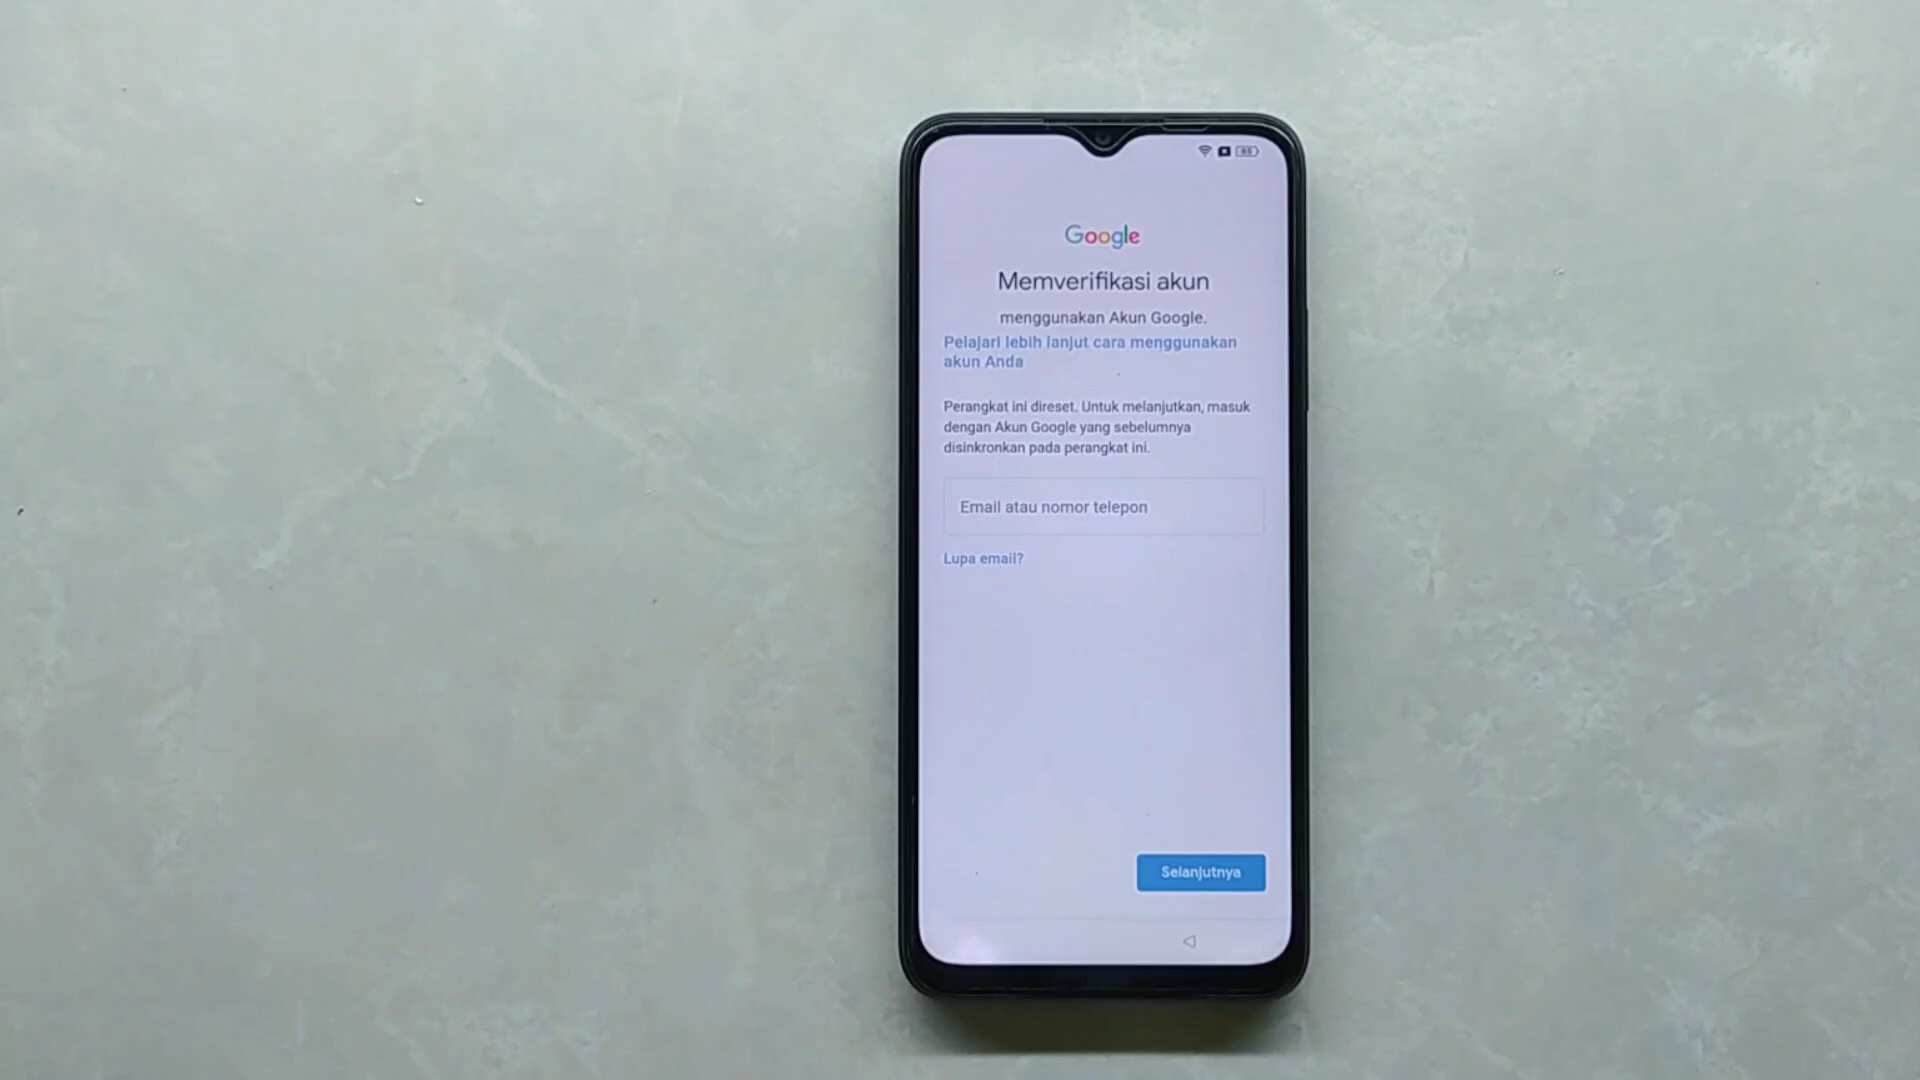 Google
Memverifikasi akun
menggunakan Akun Google.
Pelajari lebih lanjut cara menggunakan
akun Anda
Perangkat ini direset. Untuk melanjutkan, masuk
dengan Akun Google yang sebelumnya
disinkronkan pada perangkat ini.
Email atau nomor telepon
Lupa email?
Selanjutnya